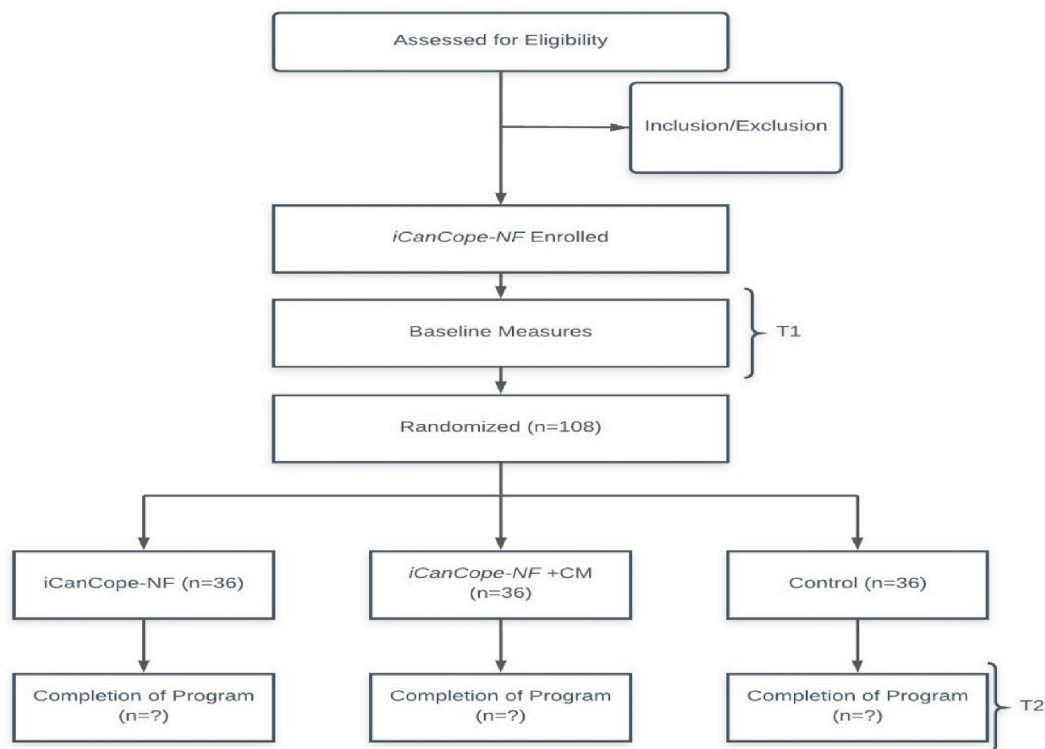 Assessed for Eligibility
Inclusion/Exclusion
iCanCope-NF Enrolled
Baseline Measures
T1
Randomized (n=108)
iCanCope-NF (n=36)
iCanCope-NF +CM
(n=36)
Control (n=36)
Completion of Program
(n=?)
Completion of Program
(n=?)
Completion of Program
(n=?)
T2